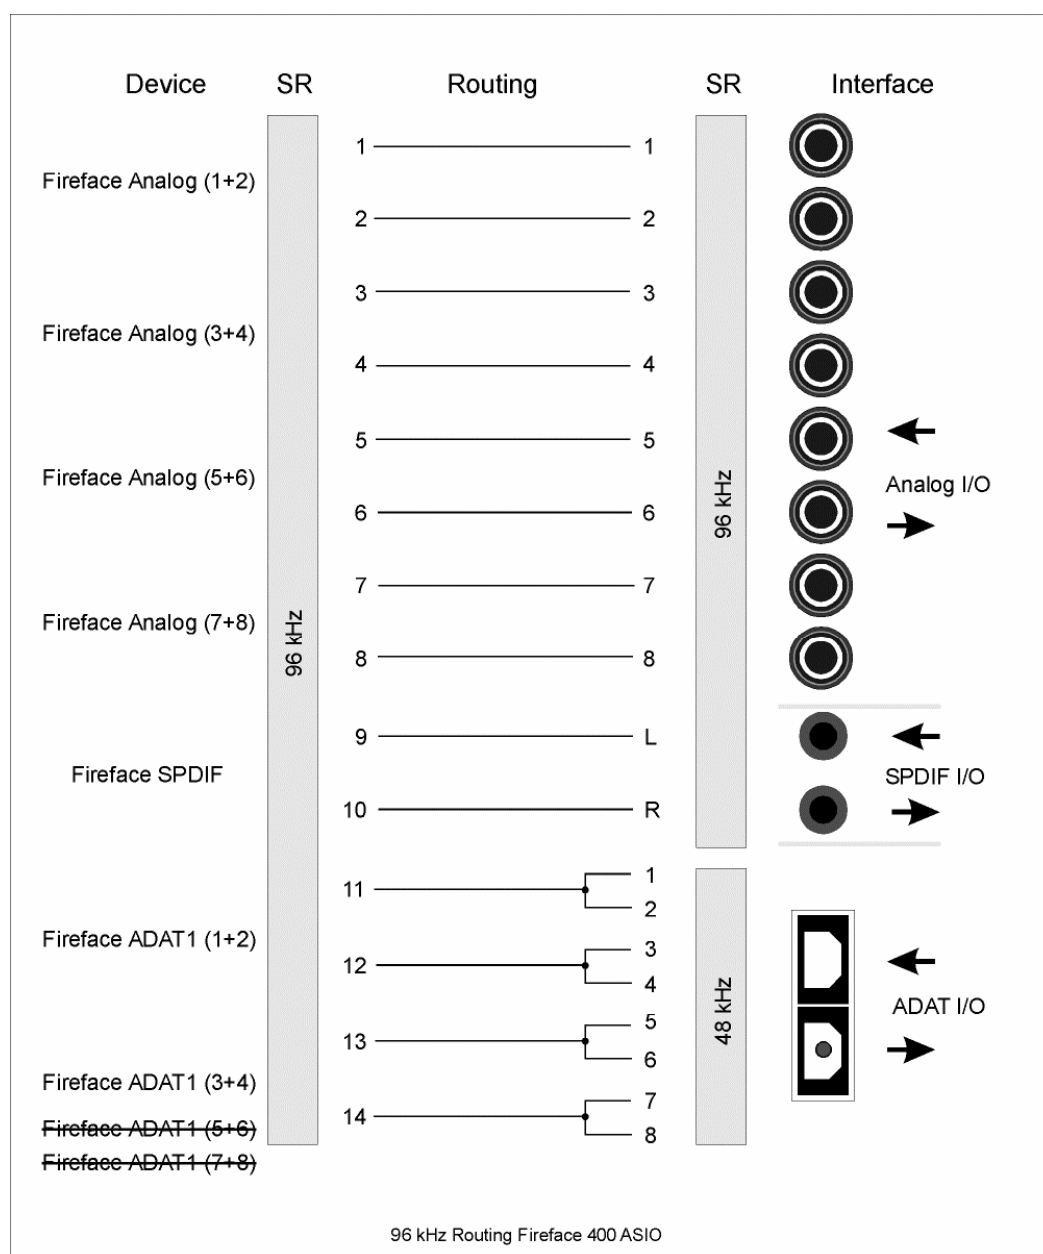 Device SR Routing SR Interface
1 1
Fireface Analog (1+2)
2 2
3 3
Fireface Analog (3+4)
4 4
5 5
Fireface Analog (5+6) Analog I/O
6 6
96 kHz
7 7
Fireface Analog (7+8)
96 kHz
8 8
9 L
Fireface SPDIF SPDIF I/O
10 R
11 1
2
Fireface ADAT1 (1+2)
12 3
4
48 kHz
ADAT I/O
13 5
6
Fireface ADAT1 (3+4)
14 7
Fireface ADAT1 (5+6)
8
Fireface ADAT1 (7+8)
96 kHz Routing Fireface 400 ASIO